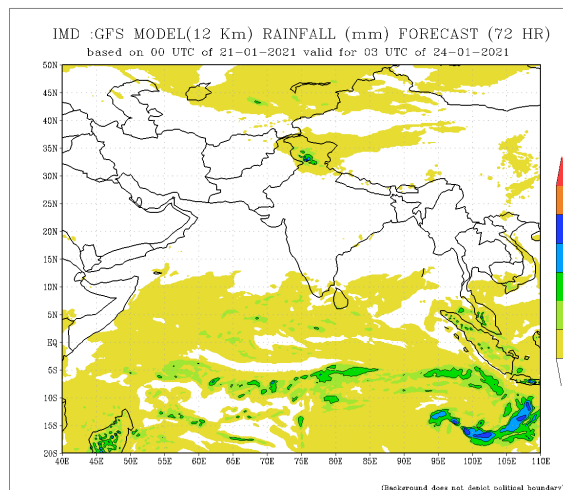 IMD :GFS MODEL(12 Km) RAINFALL (mm) FORECAST (72 HR)
based on 00 UTC of 21-01-2021 valid for 03 UTC of 24-01-2021
50N
45N
40N
35N
30N
25N
20N
15N
10N
5N
EQ
5S
10S
15S
20S
40E 45E 50E 55E 60E 65E 70E 75E 80E 85E 90E 95E 100E 105E 110E
(Background does not depict political boundary)